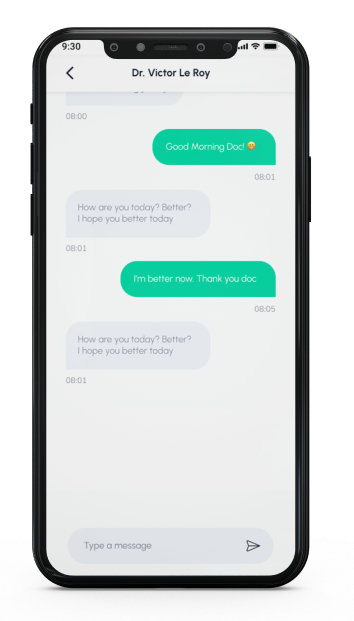 9:30
Dr. Victor Le Roy
08:00
Good Morning Doc! 😁
08:01
How are you today? Better?
I hope you better today
08:01
I'm better now. Thank you doc
08:05
How are you today? Better?
I hope you better today
08:01
Type a message